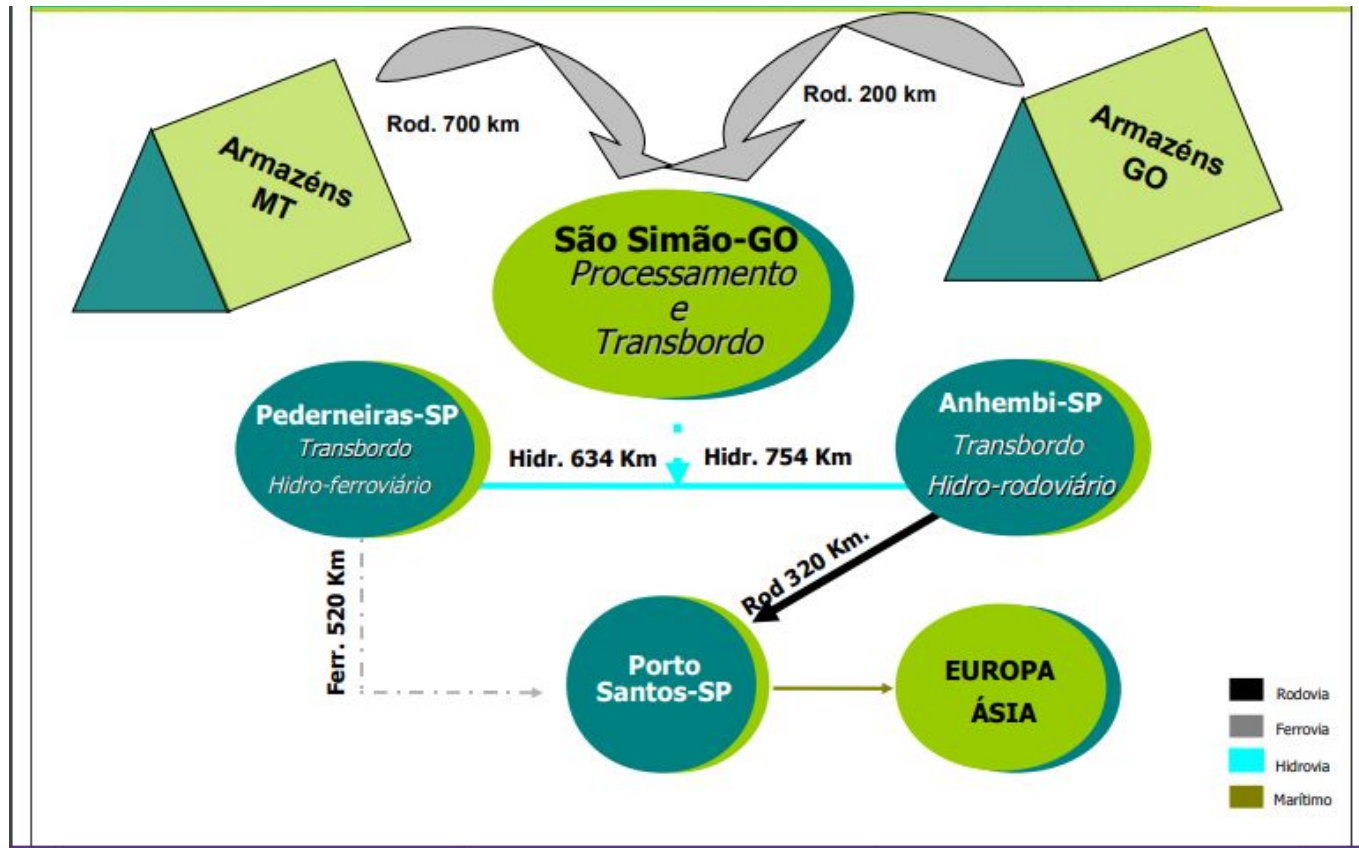 Rod. 700 km
Rod. 200 km
Armazéns
MT
Armazéns
GO
São Simão-GO
Processamento
e
Transbordo
Pederneiras-SP
Transbordo
Hidro-ferroviário
Hidr. 634 Km
Hidr. 754 Km
Anhembi-SP
Transbordo
Hidro-rodoviário
Ferr. 520 Km
Rod 320 Km.
Porto
Santos-SP
EUROPA
ÁSIA
Rodovia
Ferrovia
Hidrovia
Marítimo